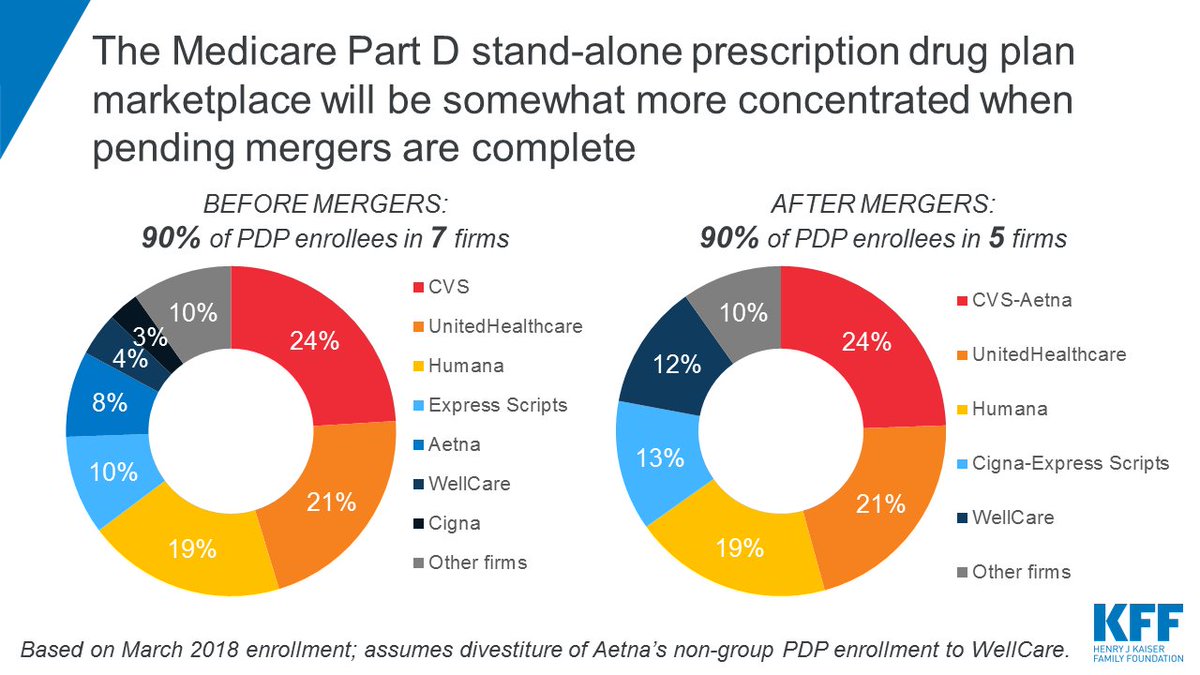 The Medicare Part D stand-alone prescription drug plan
marketplace will be somewhat more concentrated when
pending mergers are complete
BEFORE MERGERS:
90% of PDP enrollees in 7 firms
24%
21%
19%
10%
8%
4%
3%
10%
CVS
UnitedHealthcare
Humana
Express Scripts
Aetna
WellCare
Cigna
Other firms
AFTER MERGERS:
90% of PDP enrollees in 5 firms
24%
21%
19%
13%
12%
10%
CVS-Aetna
UnitedHealthcare
Humana
Cigna-Express Scripts
WellCare
Other firms
Based on March 2018 enrollment; assumes divestiture of Aetna's non-group PDP enrollment to WellCare.
KFF
HENRY J KAISER
FAMILY FOUNDATION